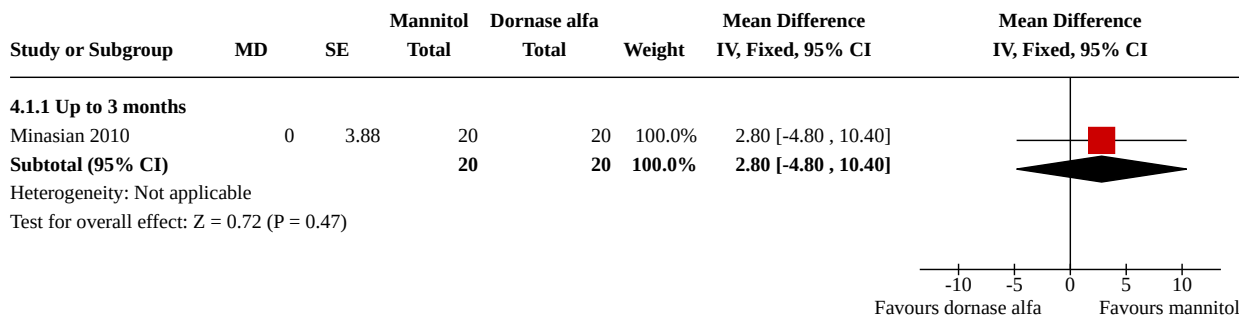 Mannitol Dornase alfa Mean Difference Mean Difference
Study or Subgroup MD SE Total Total Weight IV, Fixed, 95% CI IV, Fixed, 95% CI
4.1.1 Up to 3 months
Minasian 2010 0 3.88 20 20 100.0% 2.80 [-4.80 , 10.40]
Subtotal (95% CI) 20 20 100.0% 2.80 [-4.80 , 10.40]
Heterogeneity: Not applicable
Test for overall effect: Z = 0.72 (P = 0.47)
-10 -5 0 5 10
Favours dornase alfa Favours mannitol